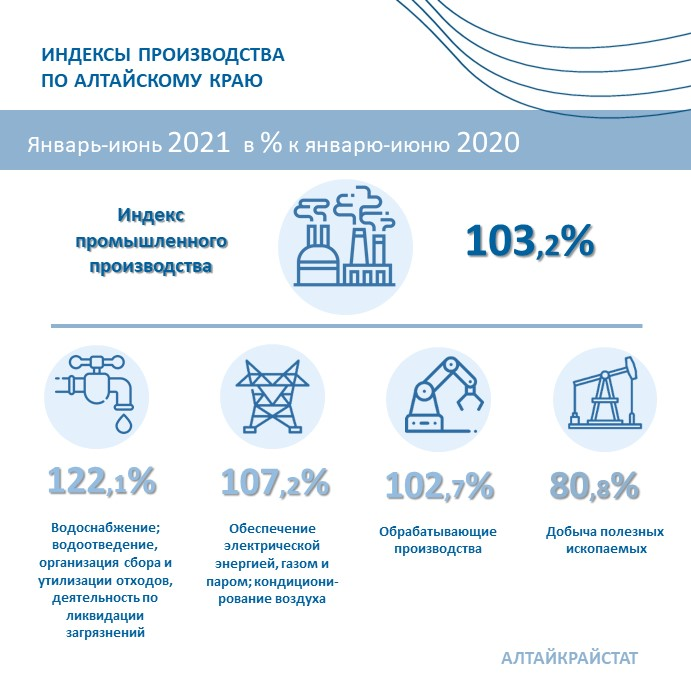 ИНДЕКСЫ ПРОИЗВОДСТВА
ПО АЛТАЙСКОМУ КРАЮ
Январь-июнь 2021 в % к январю-июню 2020
Индекс
промышленного
производства
103,2%
122,1%
Водоснабжение;
водоотведение,
организация сбора и
утилизации отходов,
деятельность по
ликвидации
загрязнений
107,2%
Обеспечение
электрической
энергией, газом и
паром; кондициони-
рование воздуха
102,7%
Обрабатывающие
производства
80,8%
Добыча полезных
ископаемых
АЛТАЙКРАЙСТАТ